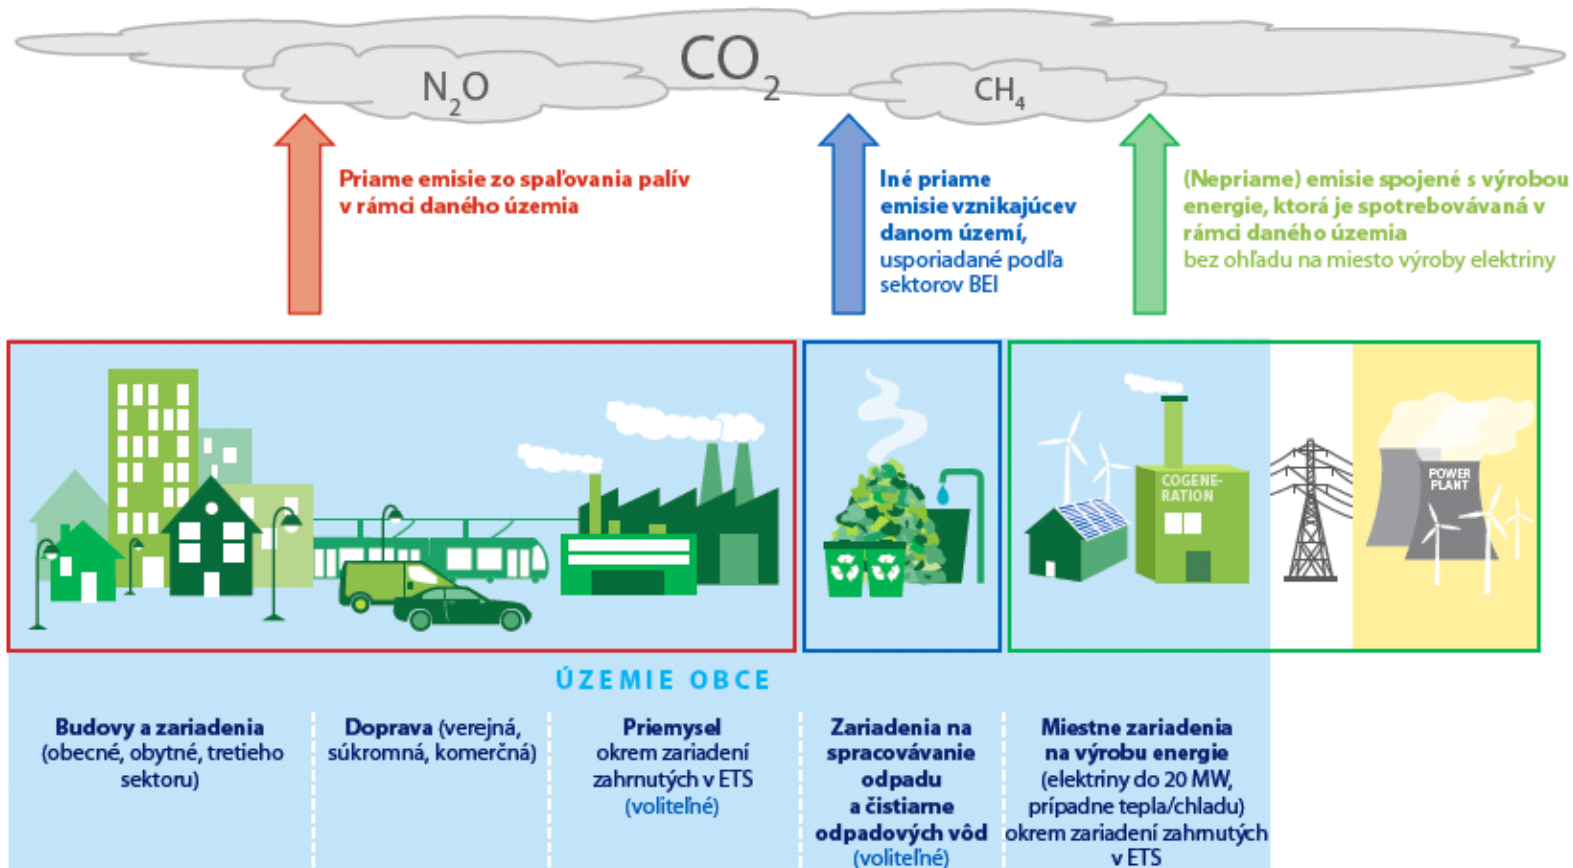 CO₂
N₂O
CH₄
Priame emisie zo spaľovania palív
v rámci daného územia
Iné priame
emisie vznikajúcev
danom území,
usporiadané podľa
sektorov BEI
(Nepriame) emisie spojené s výrobou
energie, ktorá je spotrebovávaná v
rámci daného územia
bez ohľadu na miesto výroby elektriny
COGENE-
RATION
POWER
PLANT
ÚZEMIE OBCE
Budovy a zariadenia
(obecné, obytné, tretieho
sektoru)
Doprava (verejná,
súkromná, komerčná)
Priemysel
okrem zariadení
zahrnutých v ETS
(voliteľné)
Zariadenia na
spracovávanie
odpadu
a čistiarne
odpadových vôd
(voliteľné)
Miestne zariadenia
na výrobu energie
(elektriny do 20 MW,
prípadne tepla/chladu)
okrem zariadení zahrnutých
v ETS